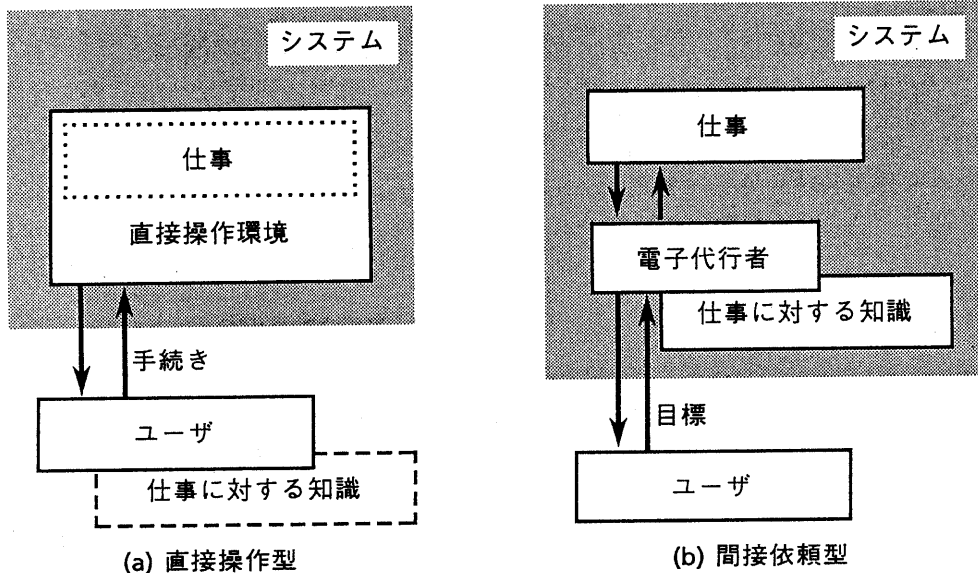 システム
仕事
直接操作環境
手続き
ユーザ
仕事に対する知識
(a) 直接操作型
システム
仕事
電子代行者
仕事に対する知識
目標
ユーザ
(b) 間接依頼型